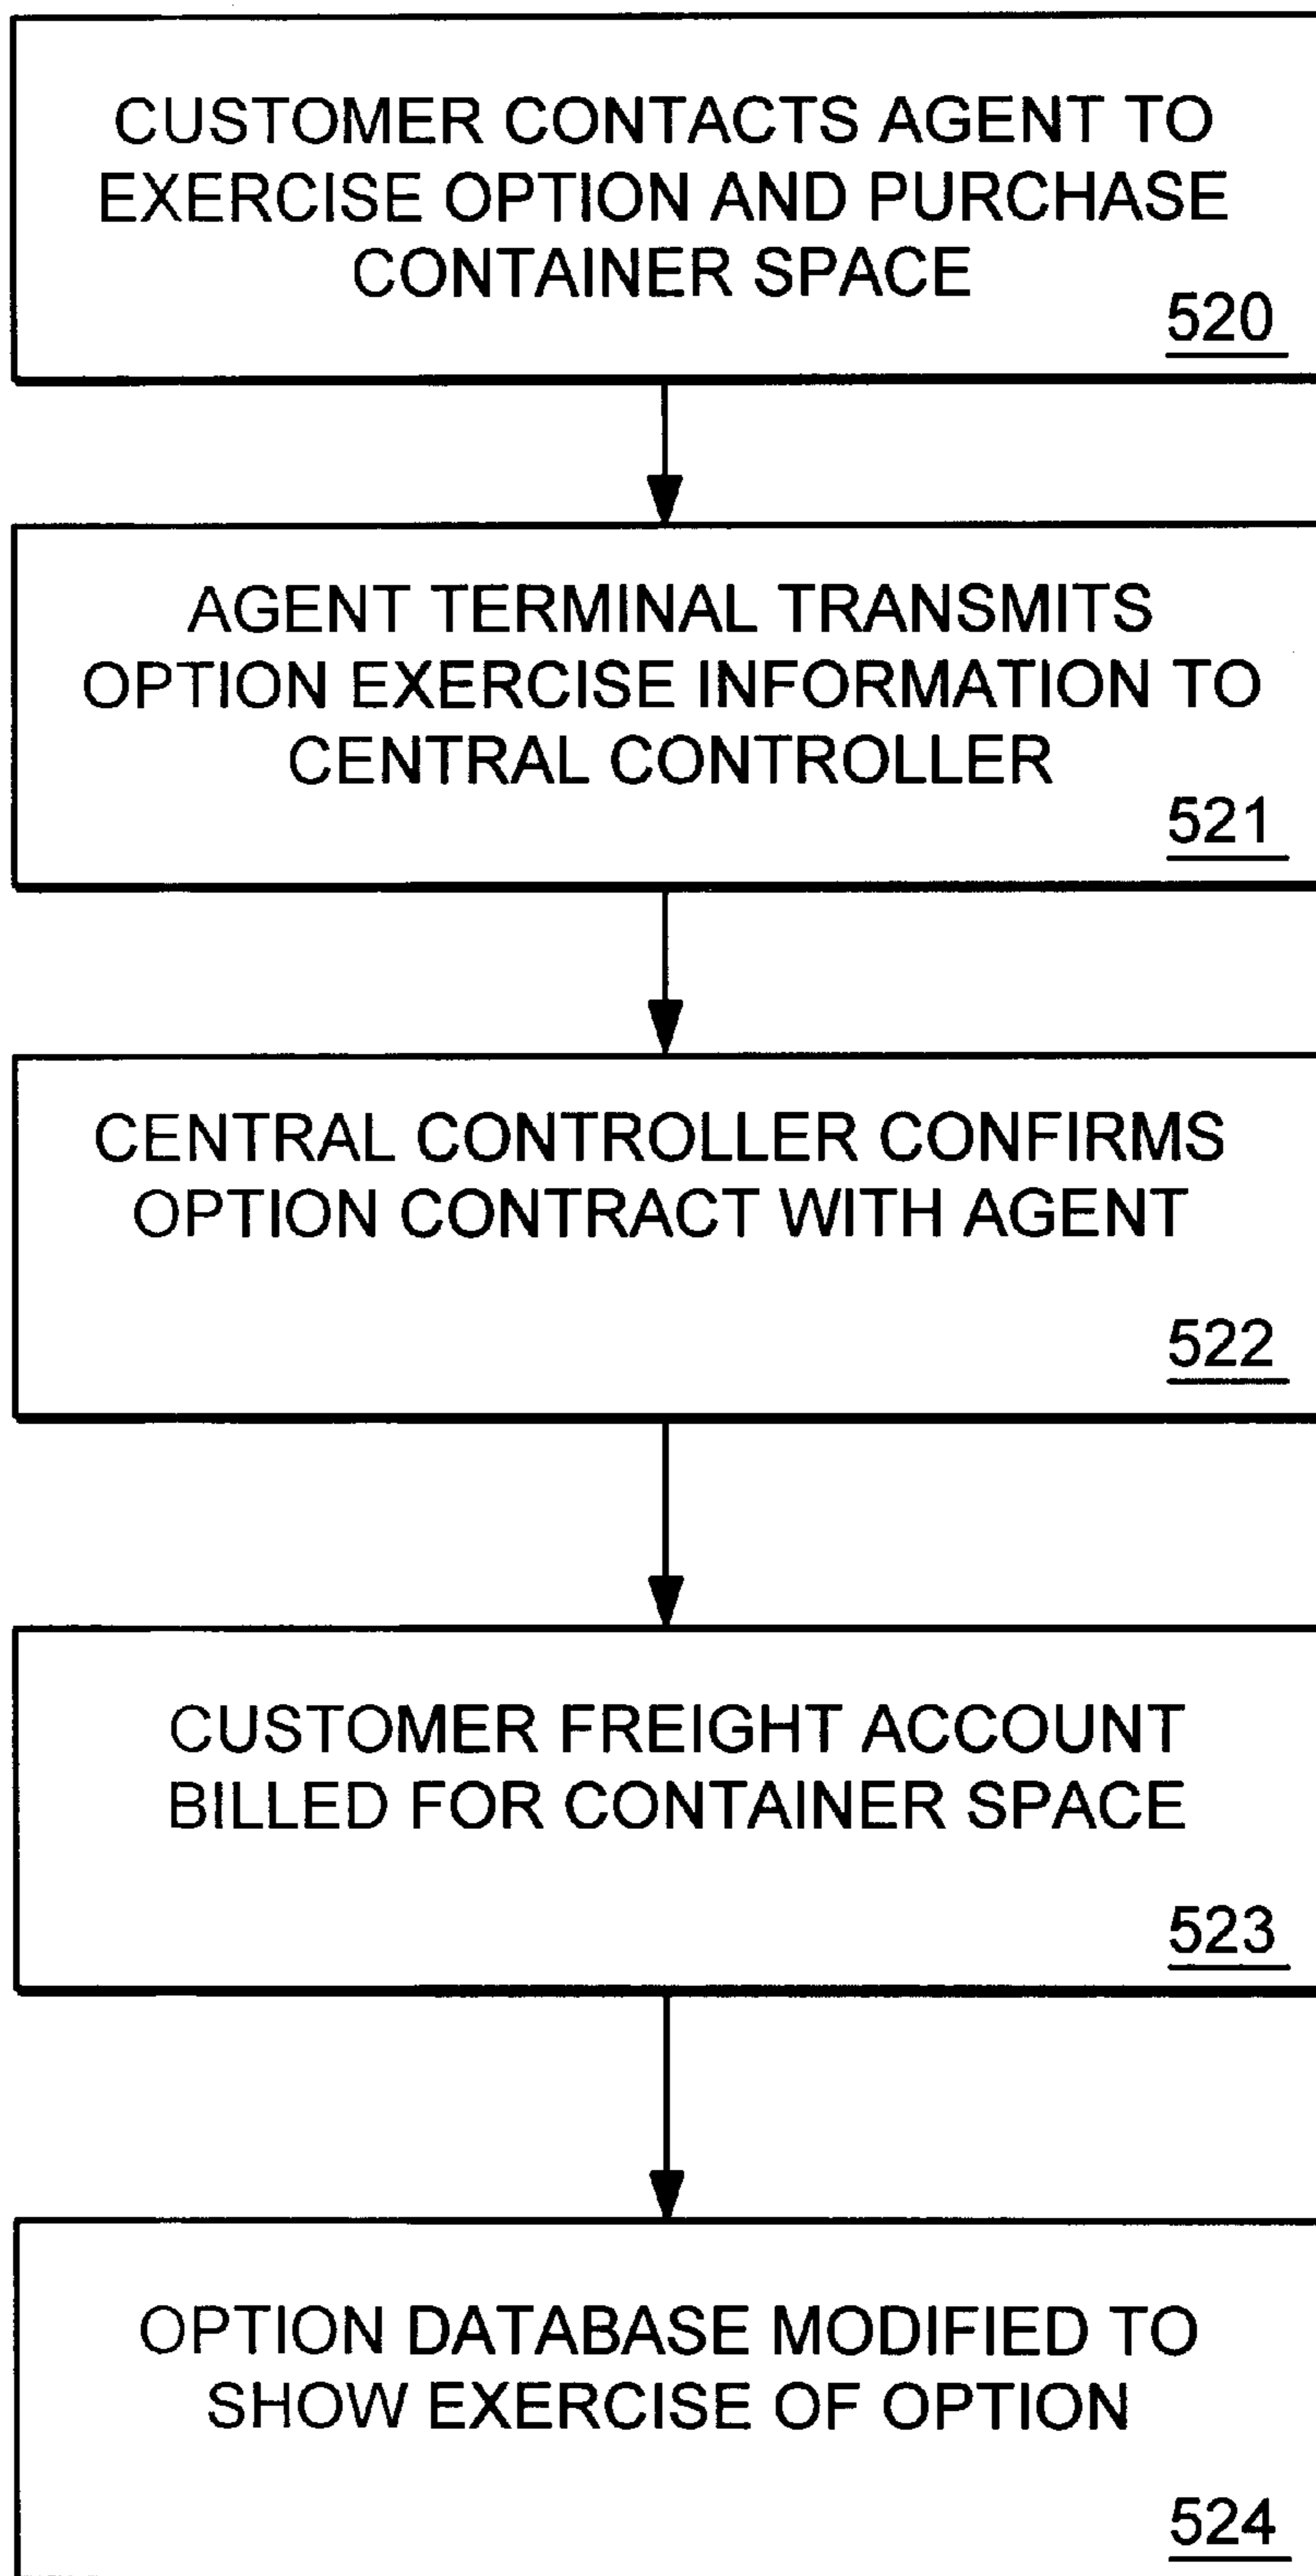 CUSTOMER CONTACTS AGENT TO
EXERCISE OPTION AND PURCHASE
CONTAINER SPACE
520
AGENT TERMINAL TRANSMITS
OPTION EXERCISE INFORMATION TO
CENTRAL CONTROLLER
521
CENTRAL CONTROLLER CONFIRMS
OPTION CONTRACT WITH AGENT
522
CUSTOMER FREIGHT ACCOUNT
BILLED FOR CONTAINER SPACE
523
OPTION DATABASE MODIFIED TO
SHOW EXERCISE OF OPTION
524